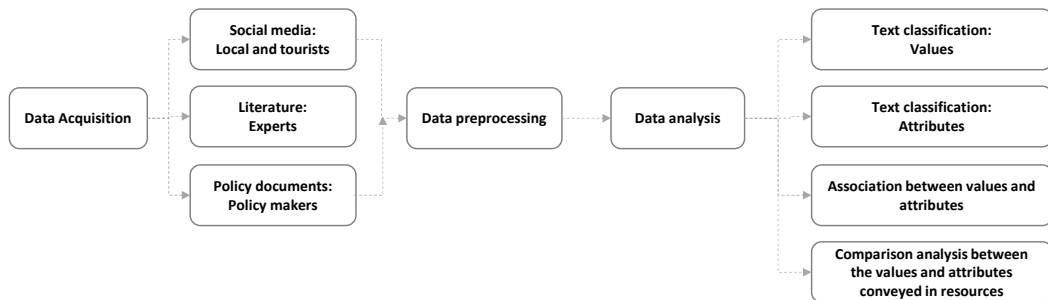 Data Acquisition
Social media:
Local and tourists
Literature:
Experts
Policy documents:
Policy makers
Data preprocessing
Data analysis
Text classification:
Values
Text classification:
Attributes
Association between values and
attributes
Comparison analysis between
the values and attributes
conveyed in resources